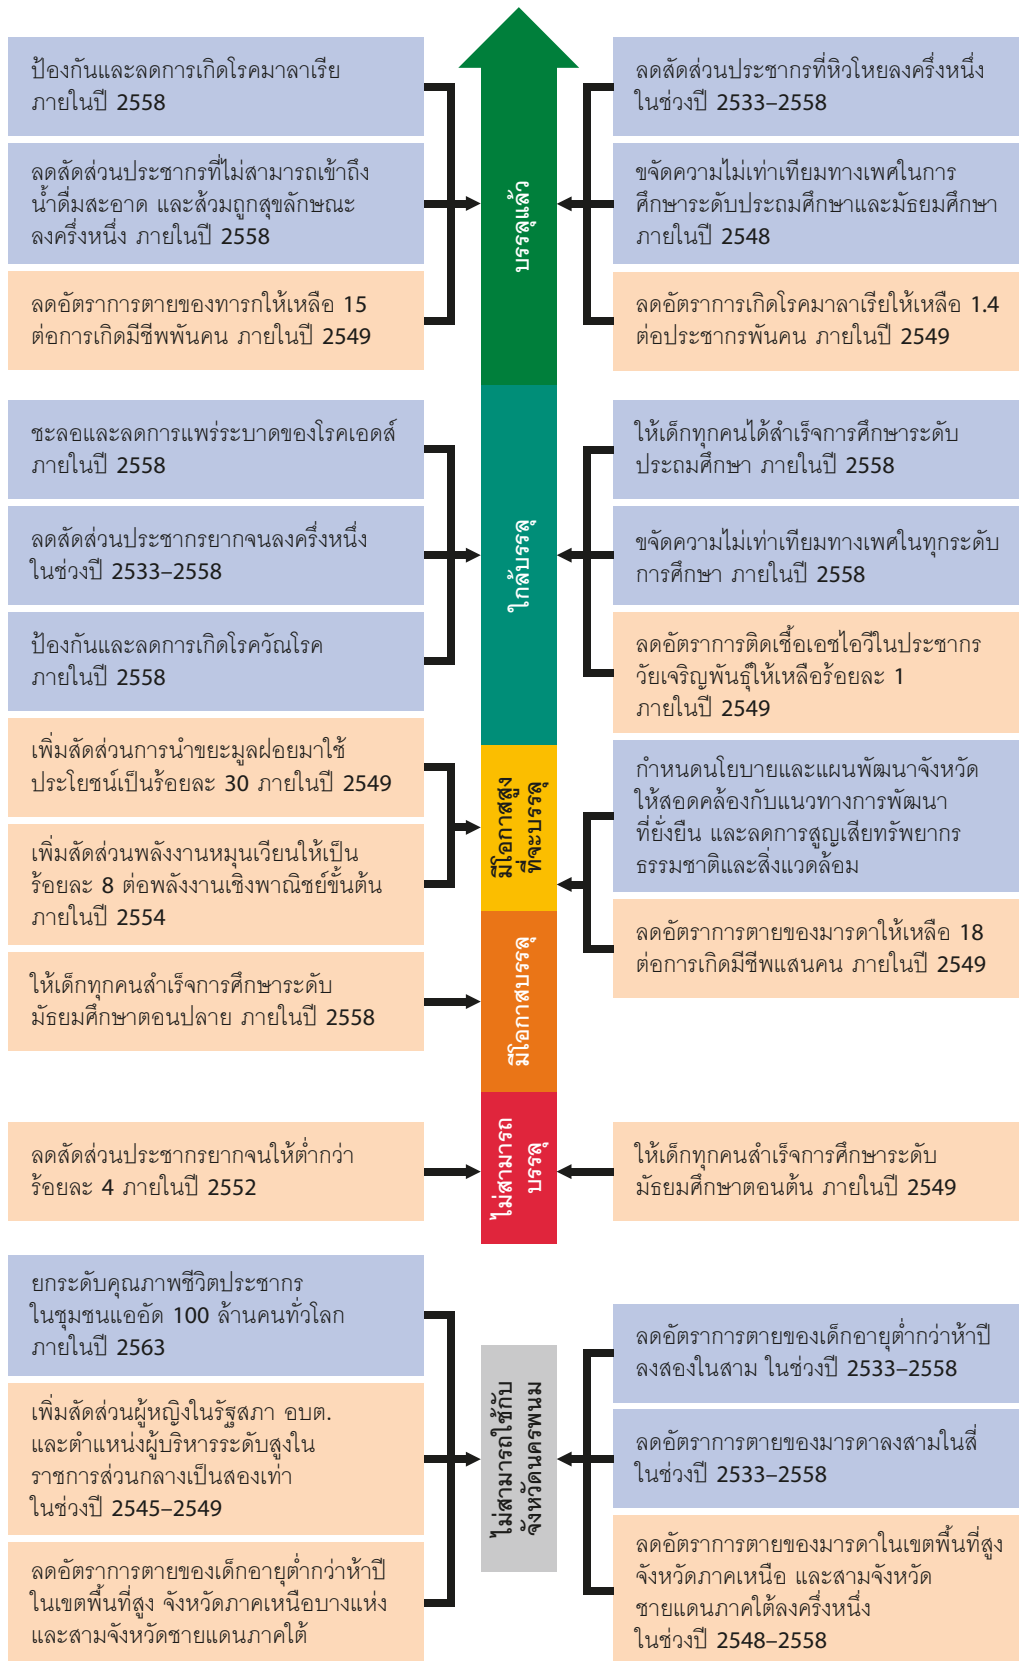 ป้องกันและลดการเกิดโรคมาลาเรีย
ภายในปี 2558
ลดสัดส่วนประชากรที่ไม่สามารถเข้าถึง
น้ำดื่มสะอาด และส้วมถูกสุขลักษณะ
ลงครึ่งหนึ่ง ภายในปี 2558
ลดอัตราการตายของทารกให้เหลือ 15
ต่อการเกิดมีชีพพันคน ภายในปี 2549
บรรลุแล้ว
ลดสัดส่วนประชากรที่หิวโหยลงครึ่งหนึ่ง
ในช่วงปี 2533–2558
ขจัดความไม่เท่าเทียมทางเพศในการ
ศึกษาระดับประถมศึกษาและมัธยมศึกษา
ภายในปี 2548
ลดอัตราการเกิดโรคมาลาเรียให้เหลือ 1.4
ต่อประชากรพันคน ภายในปี 2549
ชะลอและลดการแพร่ระบาดของโรคเอดส์
ภายในปี 2558
ลดสัดส่วนประชากรยากจนลงครึ่งหนึ่ง
ในช่วงปี 2533–2558
ป้องกันและลดการเกิดโรควัณโรค
ภายในปี 2558
ใกล้บรรลุ
ให้เด็กทุกคนได้สำเร็จการศึกษาระดับ
ประถมศึกษา ภายในปี 2558
ขจัดความไม่เท่าเทียมทางเพศในทุกระดับ
การศึกษา ภายในปี 2558
ลดอัตราการติดเชื้อเอชไอวีในประชากร
วัยเจริญพันธุ์ให้เหลือร้อยละ 1
ภายในปี 2549
เพิ่มสัดส่วนการนำขยะมูลฝอยมาใช้
ประโยชน์เป็นร้อยละ 30 ภายในปี 2549
เพิ่มสัดส่วนพลังงานหมุนเวียนให้เป็น
ร้อยละ 8 ต่อพลังงานเชิงพาณิชย์ขั้นต้น
ภายในปี 2554
มีโอกาสสูง
ที่จะบรรลุ
กำหนดนโยบายและแผนพัฒนาจังหวัด
ให้สอดคล้องกับแนวทางการพัฒนา
ที่ยั่งยืน และลดการสูญเสียทรัพยากร
ธรรมชาติและสิ่งแวดล้อม
ลดอัตราการตายของมารดาให้เหลือ 18
ต่อการเกิดมีชีพแสนคน ภายในปี 2549
ให้เด็กทุกคนสำเร็จการศึกษาระดับ
มัธยมศึกษาตอนปลาย ภายในปี 2558
มีโอกาสบรรลุ
ลดสัดส่วนประชากรยากจนให้ต่ำกว่า
ร้อยละ 4 ภายในปี 2552
ไม่สามารถ
บรรลุ
ให้เด็กทุกคนสำเร็จการศึกษาระดับ
มัธยมศึกษาตอนต้น ภายในปี 2549
ยกระดับคุณภาพชีวิตประชากร
ในชุมชนแออัด 100 ล้านคนทั่วโลก
ภายในปี 2563
เพิ่มสัดส่วนผู้หญิงในรัฐสภา อบต.
และตำแหน่งผู้บริหารระดับสูงใน
ราชการส่วนกลางเป็นสองเท่า
ในช่วงปี 2545–2549
ลดอัตราการตายของเด็กอายุต่ำกว่าห้าปี
ในเขตพื้นที่สูง จังหวัดภาคเหนือบางแห่ง
และสามจังหวัดชายแดนภาคใต้
ไม่สามารถใช้กับ
จังหวัดนครพนม
ลดอัตราการตายของเด็กอายุต่ำกว่าห้าปี
ลงสองในสาม ในช่วงปี 2533–2558
ลดอัตราการตายของมารดาลงสามในสี่
ในช่วงปี 2533–2558
ลดอัตราการตายของมารดาในเขตพื้นที่สูง
จังหวัดภาคเหนือ และสามจังหวัด
ชายแดนภาคใต้ลงครึ่งหนึ่ง
ในช่วงปี 2548–2558